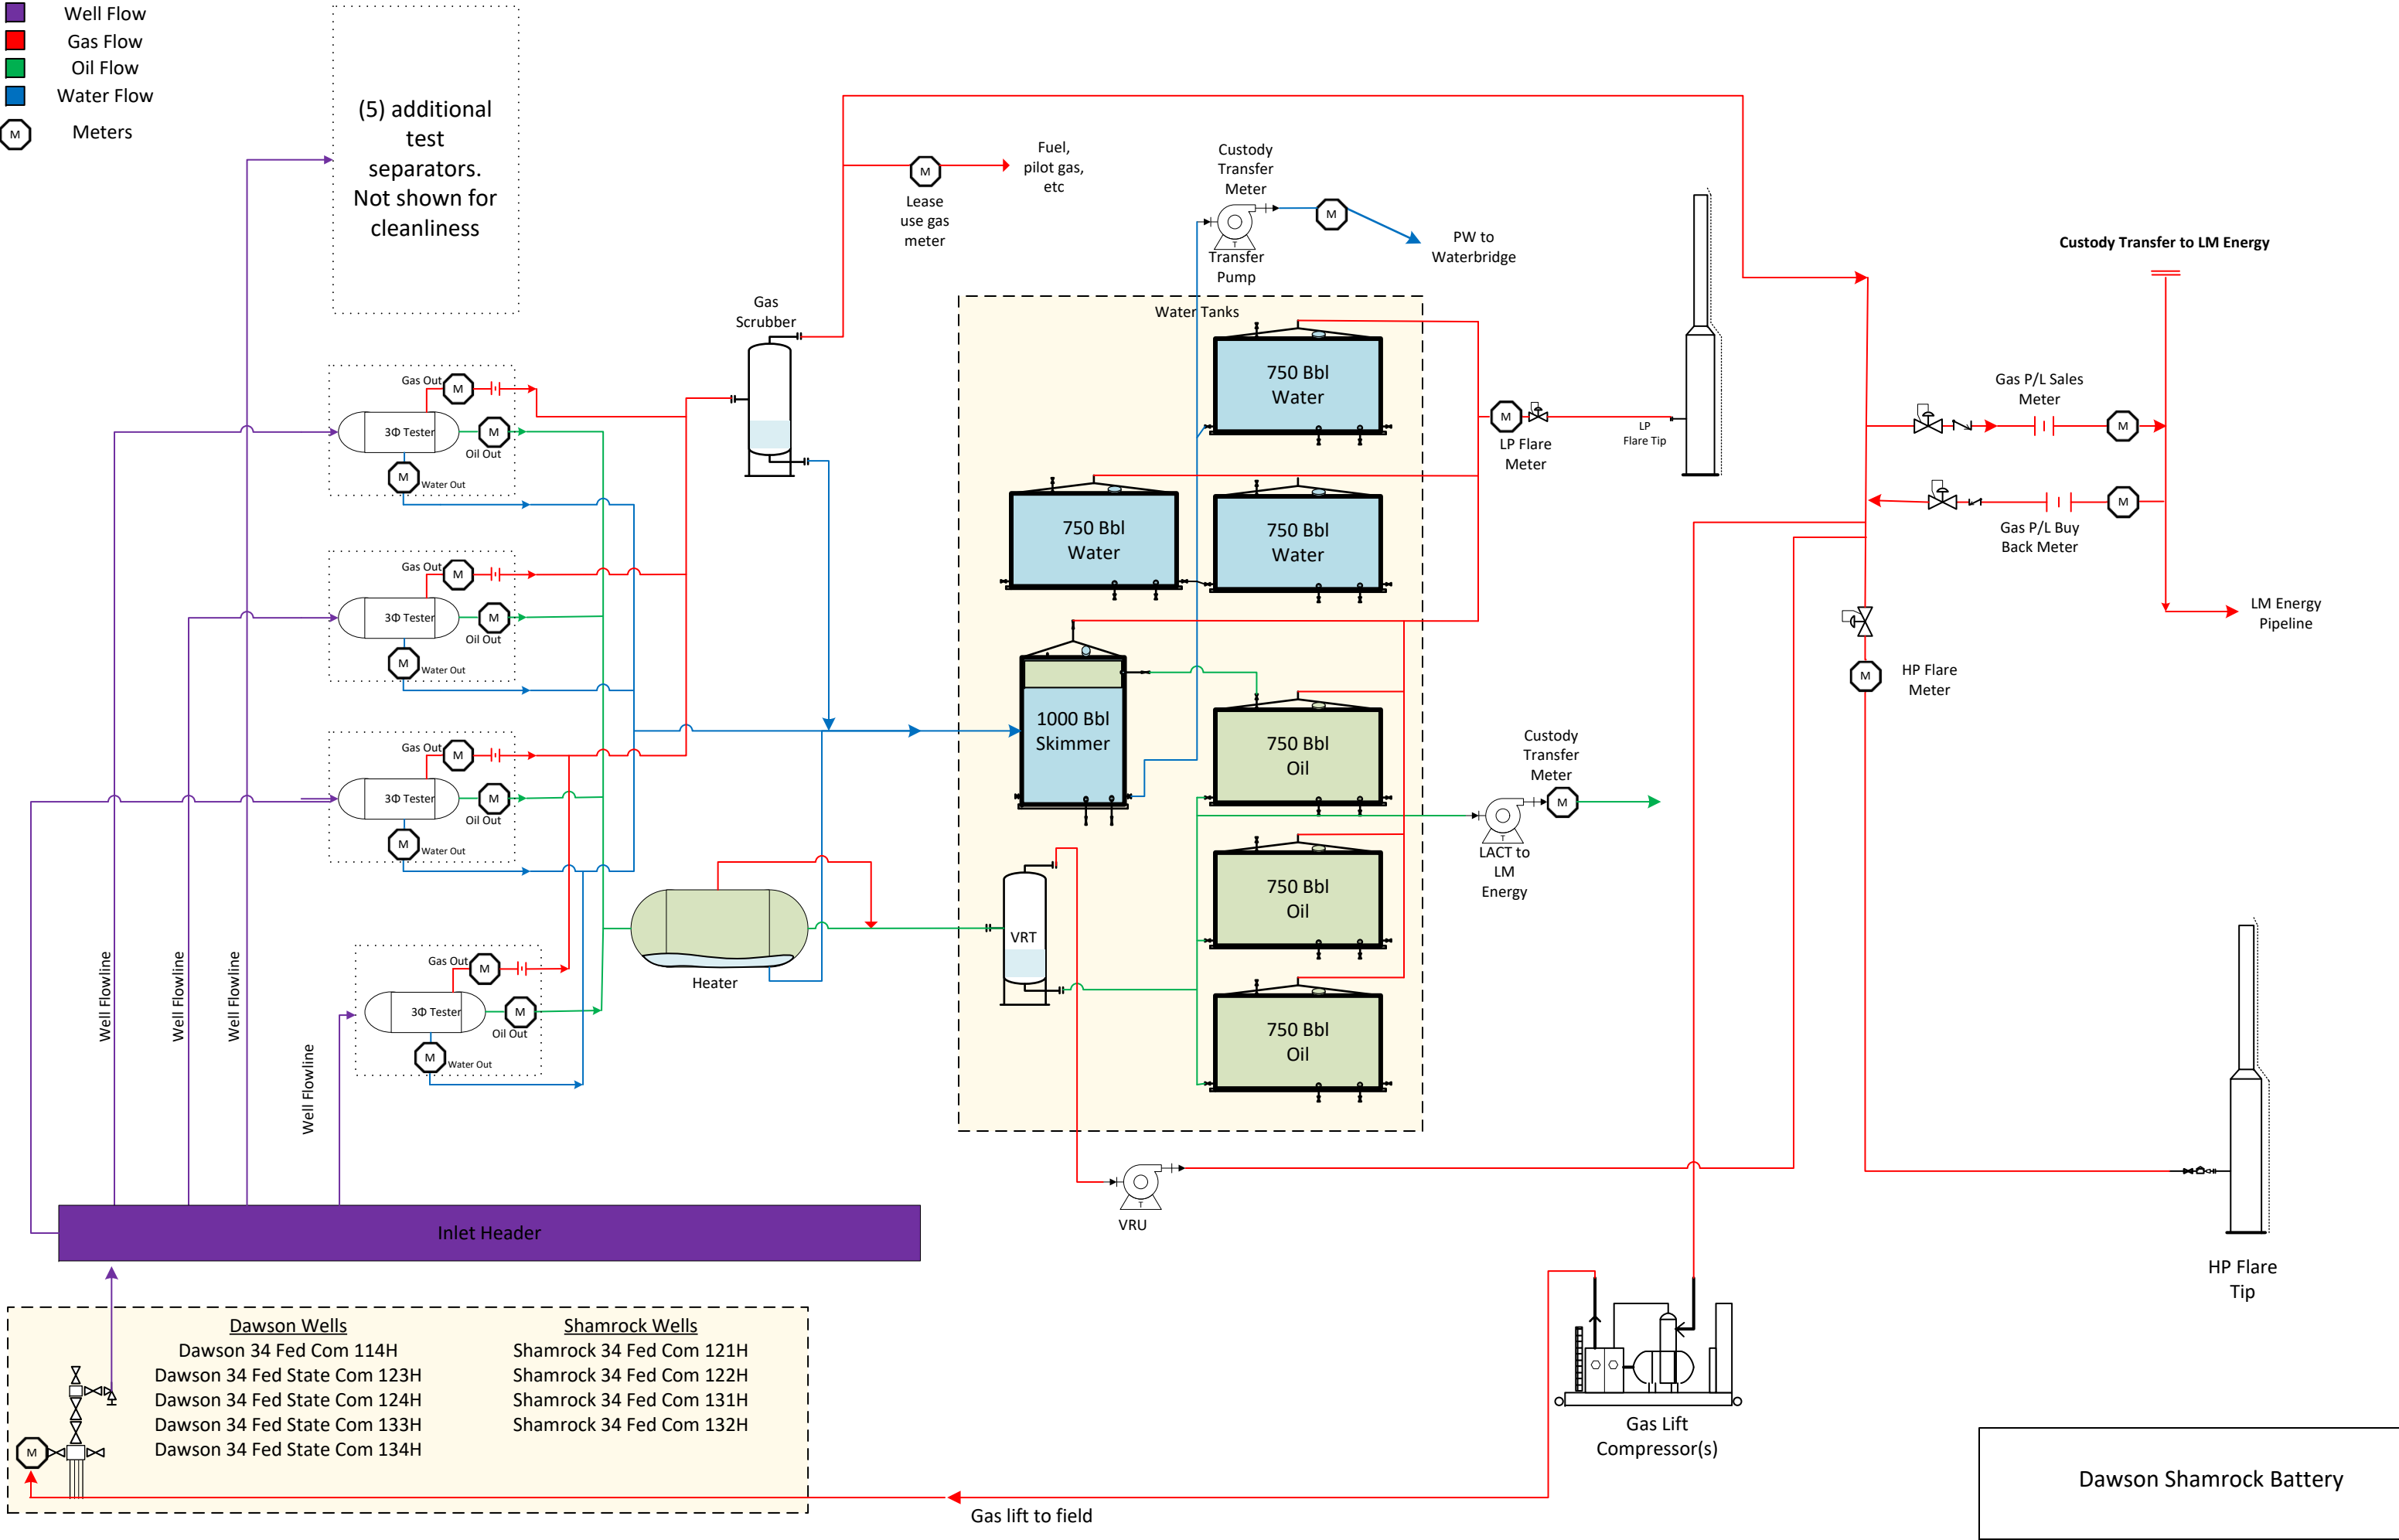 Well Flow
Gas Flow
Oil Flow
Water Flow
M
Meters
(5) additional
test
separators.
Not shown for
cleanliness
Fuel,
pilot gas,
etc
M
Lease
use gas
meter
Custody
Transfer
Meter
M
T
Transfer
Pump
PW to
Waterbridge
Custody Transfer to LM Energy
Gas
Scrubber
Water Tanks
750 Bbl
Water
750 Bbl
Water
750 Bbl
Water
M
LP Flare
Meter
LP
Flare Tip
Gas P/L Sales
Meter
M
M
Gas P/L Buy
Back Meter
LM Energy
Pipeline
M
HP Flare
Meter
Gas Out
M
3Φ Tester
M
Oil Out
M
Water Out
Gas Out
M
3Φ Tester
M
Oil Out
M
Water Out
Gas Out
M
3Φ Tester
M
Oil Out
M
Water Out
Gas Out
M
3Φ Tester
M
Oil Out
M
Water Out
1000 Bbl
Skimmer
750 Bbl
Oil
750 Bbl
Oil
750 Bbl
Oil
Custody
Transfer
Meter
M
T
LACT to
LM
Energy
Heater
VRT
Well Flowline
Well Flowline
Well Flowline
Well Flowline
T
VRU
Inlet Header
HP Flare
Tip
Dawson Wells
Dawson 34 Fed Com 114H
Dawson 34 Fed State Com 123H
Dawson 34 Fed State Com 124H
Dawson 34 Fed State Com 133H
Dawson 34 Fed State Com 134H
Shamrock Wells
Shamrock 34 Fed Com 121H
Shamrock 34 Fed Com 122H
Shamrock 34 Fed Com 131H
Shamrock 34 Fed Com 132H
M
Gas Lift
Compressor(s)
Gas lift to field
Dawson Shamrock Battery